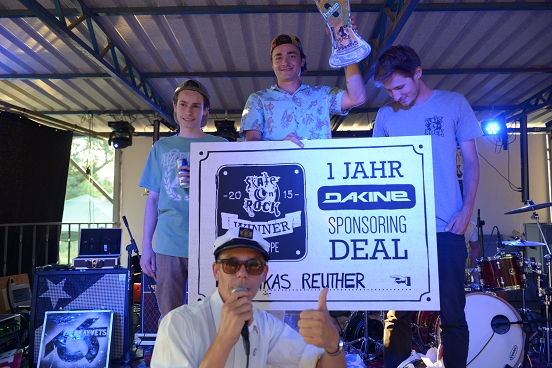 SKATE
ROCK
2015
WINNER
1 JAHR
DAKINE
SPONSORING
DEAL
KAS REUTHER